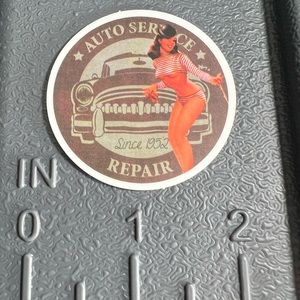 AUTO SERVICE
Since 1952
REPAIR
IN
0 1 2